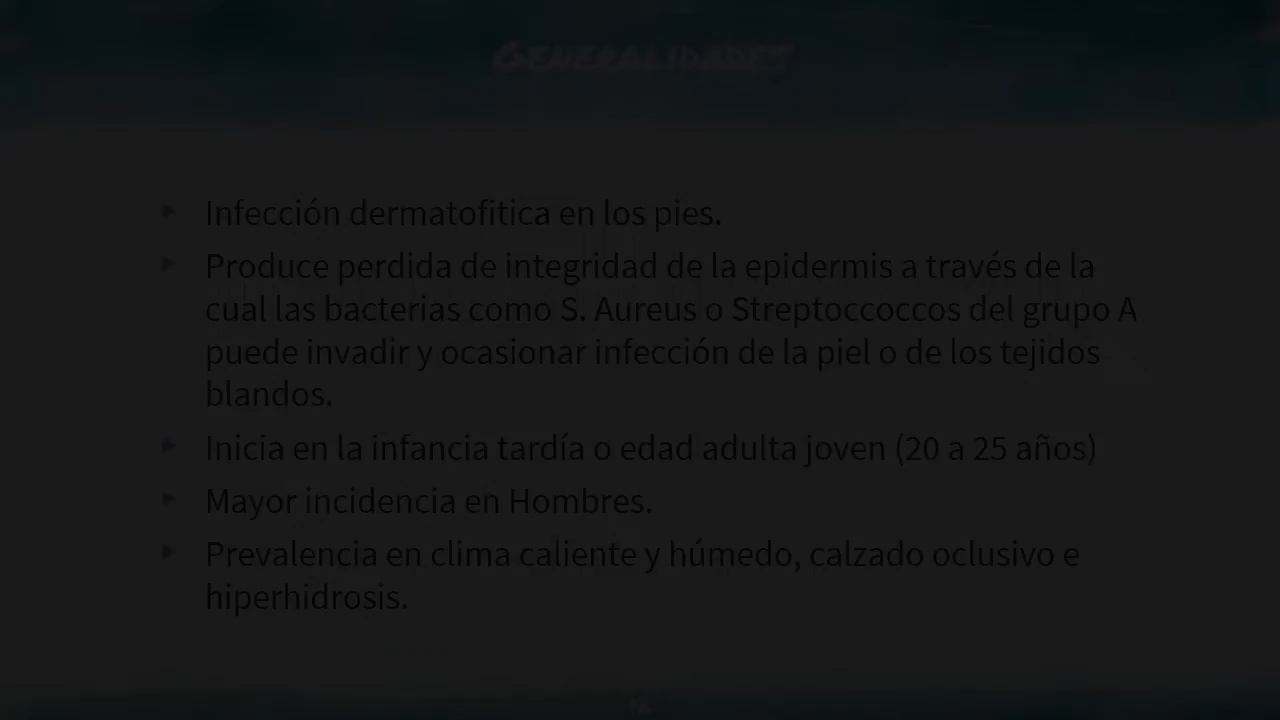 GENERALIDADES
Infección dermatofitica en los pies.
Produce perdida de integridad de la epidermis a través de la
cual las bacterias como S. Aureus o Streptoccoccos del grupo A
puede invadir y ocasionar infección de la piel o de los tejidos
blandos.
Inicia en la infancia tardía o edad adulta joven (20 a 25 años)
Mayor incidencia en Hombres.
Prevalencia en clima caliente y húmedo, calzado oclusivo e
hiperhidrosis.